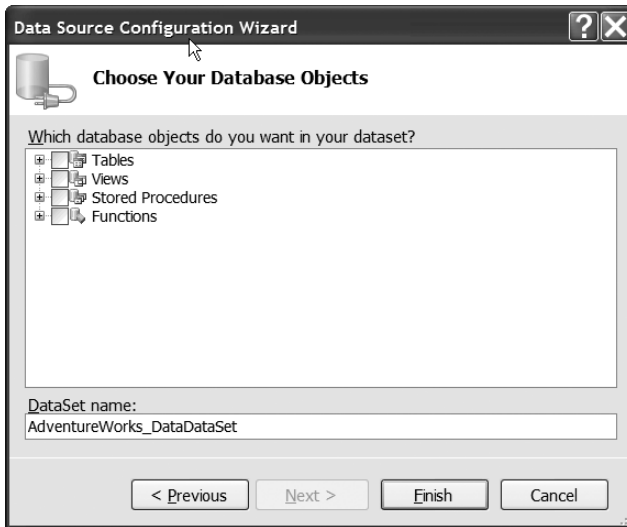 Data Source Configuration Wizard
?
Choose Your Database Objects
Which database objects do you want in your dataset?
Tables
Views
Stored Procedures
Functions
DataSet name:
AdventureWorks_DataDataSet
< Previous Next > Finish Cancel